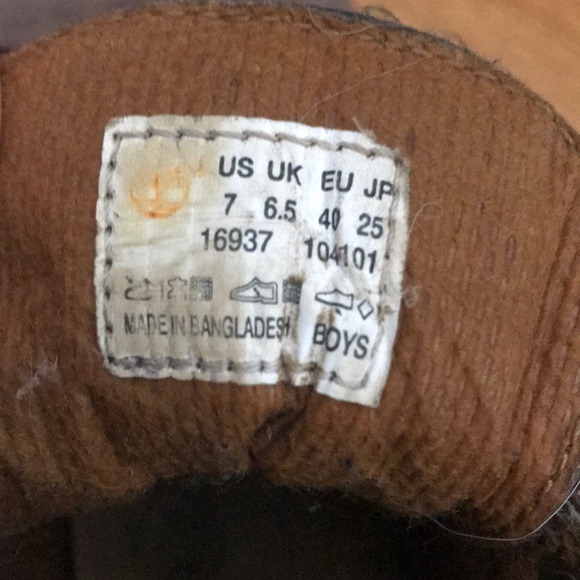 US UK EU JP
7 6.5 40 25
16937 104101
MADE IN BANGLADESH BOYS